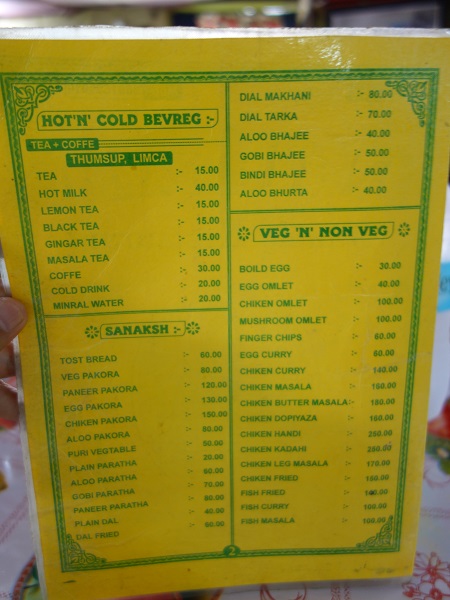 HOT'N' COLD BEVREG :-
TEA + COFFE
THUMSUP, LIMCA
TEA :- 15.00
HOT MILK :- 40.00
LEMON TEA :- 15.00
BLACK TEA :- 15.00
GINGAR TEA :- 15.00
MASALA TEA :- 15.00
COFFE :- 30.00
COLD DRINK :- 20.00
MINRAL WATER :- 20.00
SANAKSH :-
TOST BREAD :- 60.00
VEG PAKORA :- 80.00
PANEER PAKORA :- 120.00
EGG PAKORA :- 130.00
CHIKEN PAKORA :- 150.00
ALOO PAKORA :- 80.00
PURI VEGTABLE :- 50.00
PLAIN PARATHA :- 20.00
ALOO PARATHA :- 60.00
GOBI PARATHA :- 70.00
PANEER PARATHA :- 80.00
PLAIN DAL :- 40.00
DAL FRIED :- 60.00
DIAL MAKHANI :- 80.00
DIAL TARKA :- 70.00
ALOO BHAJEE :- 40.00
GOBI BHAJEE :- 50.00
BINDI BHAJEE :- 50.00
ALOO BHURTA :- 40.00
VEG 'N' NON VEG
BOILD EGG :- 30.00
EGG OMLET :- 40.00
CHIKEN OMLET :- 100.00
MUSHROOM OMLET :- 100.00
FINGER CHIPS :- 60.00
EGG CURRY :- 60.00
CHIKEN CURRY :- 140.00
CHIKEN MASALA :- 160.00
CHIKEN BUTTER MASALA:- 180.00
CHIKEN DOPIYAZA :- 160.00
CHIKEN HANDI :- 250.00
CHIKEN KADAHI :- 250.00
CHIKEN LEG MASALA :- 170.00
CHIKEN FRIED :- 150.00
FISH FRIED :-
FISH CURRY :- 160.00
FISH MASALA :- 160.00
2